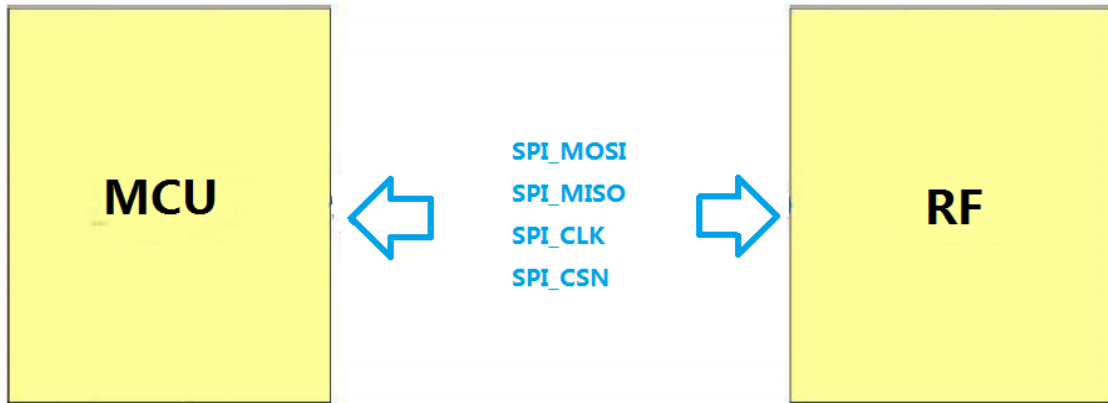 MCU
SPI_MOSI
SPI_MISO
SPI_CLK
SPI_CSN
RF